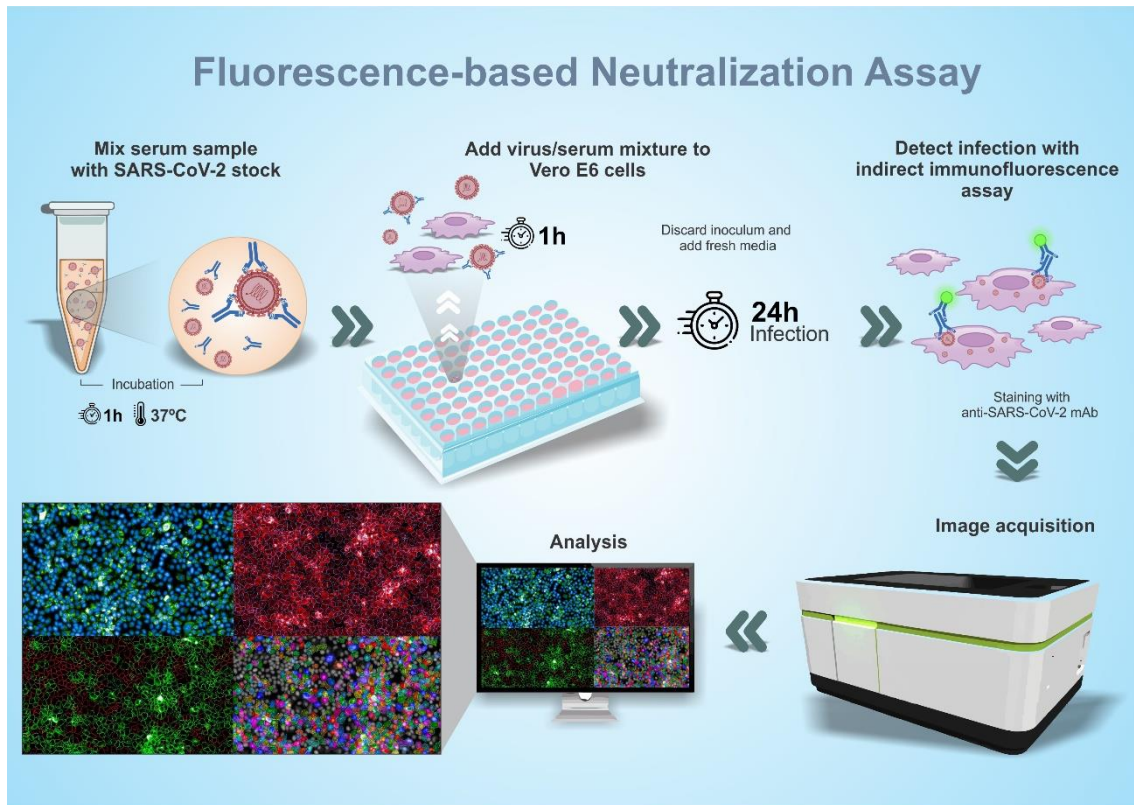 Fluorescence-based Neutralization Assay
Mix serum sample
with SARS-CoV-2 stock
Incubation
1h 37ºC
Add virus/serum mixture to
Vero E6 cells
1h
Discard inoculum and
add fresh media
24h
Infection
Detect infection with
indirect immunofluorescence
assay
Staining with
anti-SARS-CoV-2 mAb
Image acquisition
Analysis